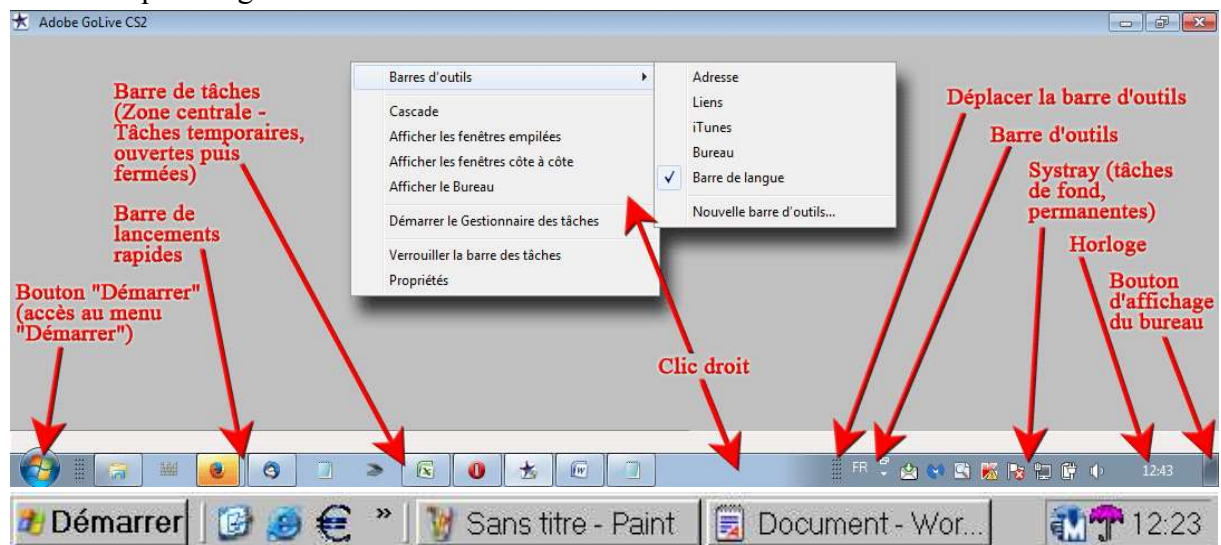 Adobe GoLive CS2
Barre de tâches
(Zone centrale -
Tâches temporaires,
ouvertes puis
fermées)
Barre de
lancements
rapides
Bouton "Démarrer"
(accès au menu
"Démarrer")
Barres d'outils
Cascade
Afficher les fenêtres empilées
Afficher les fenêtres côte à côte
Afficher le Bureau
Démarrer le Gestionnaire des tâches
Verrouiller la barre des tâches
Propriétés
Adresse
Liens
iTunes
Bureau
Barre de langue
Nouvelle barre d'outils...
Clic droit
Déplacer la barre d'outils
Barre d'outils
Systray (tâches
de fond,
permanentes)
Horloge
Bouton
d'affichage
du bureau
FR
12:43
Démarrer
Sans titre - Paint
Document - Wor...
12:23